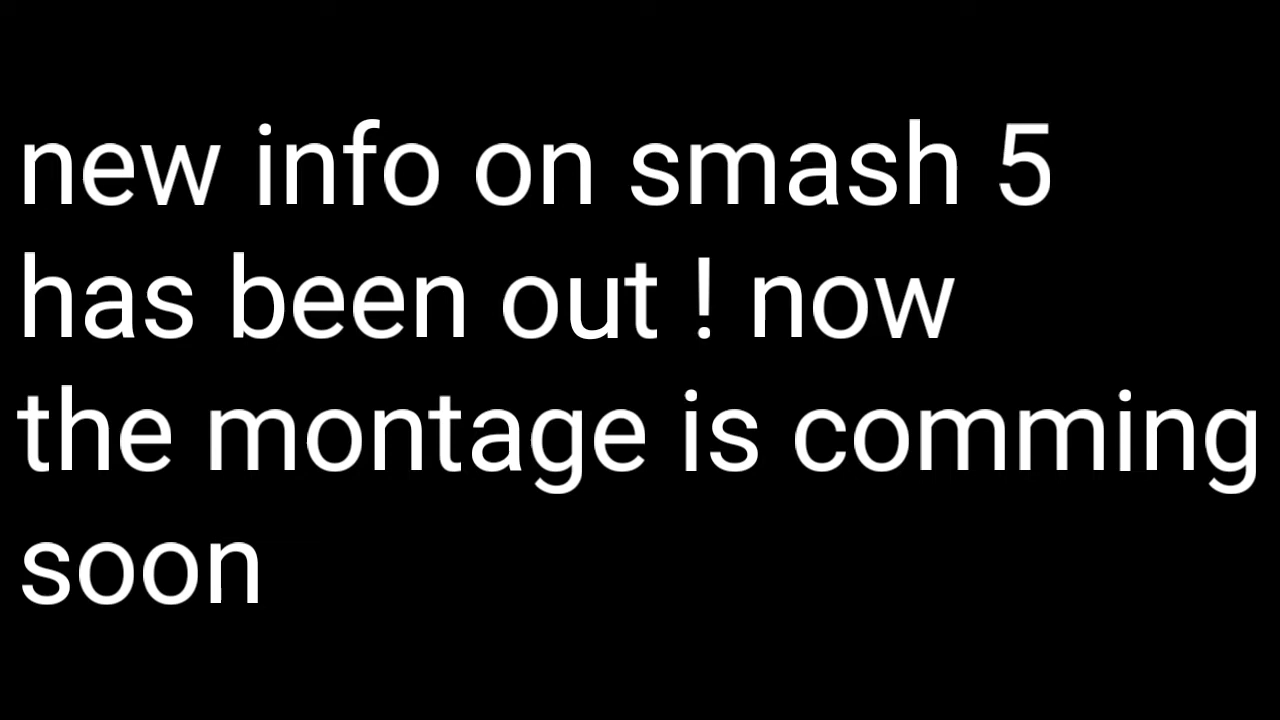 new info on smash 5
has been out ! now
the montage is comming
soon